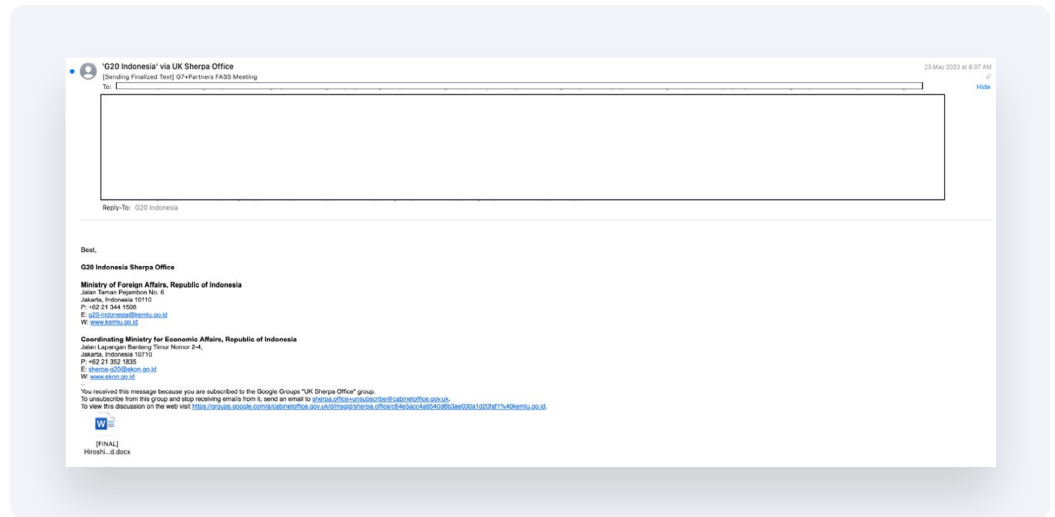 'G20 Indonesia' via UK Sherpa Office
23 May 2023 at 8:07 AM
[Sending Finalized Text] G7+Partners FASS Meeting
To:
Hide
Reply-To: G20 Indonesia
Best,
G20 Indonesia Sherpa Office
Ministry of Foreign Affairs, Republic of Indonesia
Jalan Taman Pejambon No. 6
Jakarta, Indonesia 10110
P: +62 21 344 1508
E: g20-indonesia@kemlu.go.id
W: www.kemlu.go.id
Coordinating Ministry for Economic Affairs, Republic of Indonesia
Jalan Lapangan Banteng Timur Nomor 2-4,
Jakarta, Indonesia 10710
P: +62 21 352 1835
E: sherpa-g20@ekon.go.id
W: www.ekon.go.id
--
You received this message because you are subscribed to the Google Groups "UK Sherpa Office" group.
To unsubscribe from this group and stop receiving emails from it, send an email to sherpa.office+unsubscribe@cabinetoffice.gov.uk.
To view this discussion on the web visit
W
[FINAL]
Hiroshi...d.docx